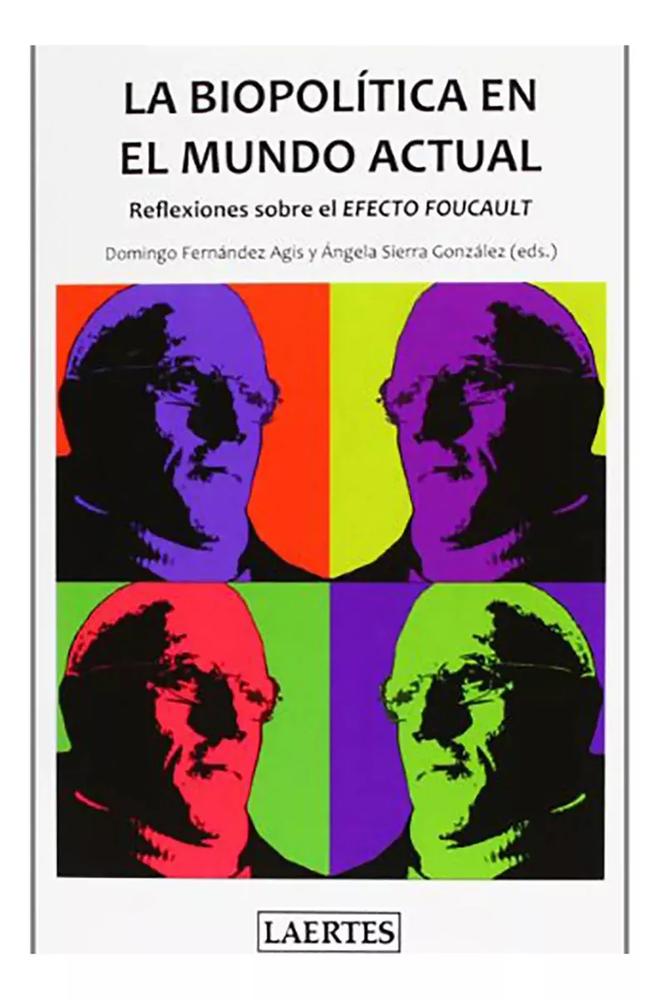 LA BIOPOLÍTICA EN
EL MUNDO ACTUAL
Reflexiones sobre el EFECTO FOUCAULT
Domingo Fernández Agis y Ángela Sierra González (eds.)
LAERTES